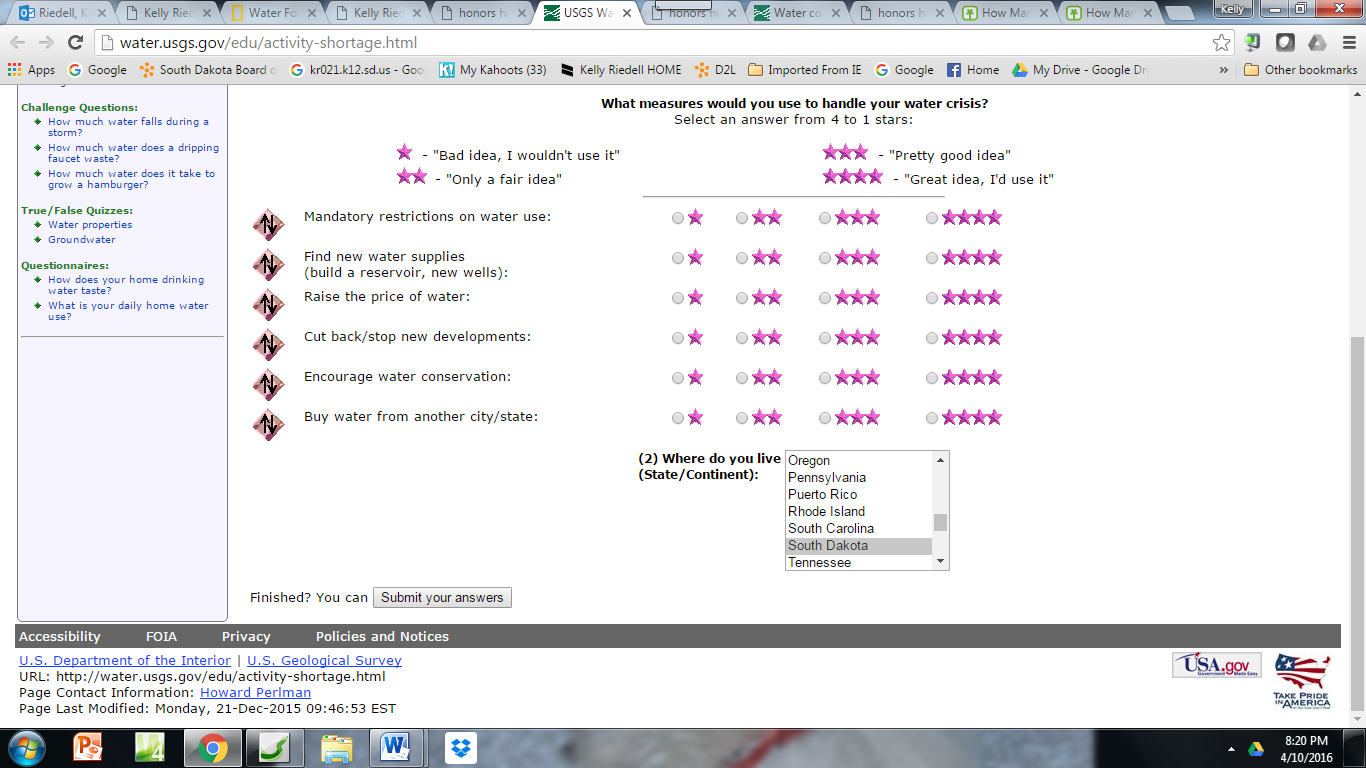 Riedell,
Kelly Ried
Water Fo
Kelly Ried
honors h
USGS Wa
honors h
Water co
honors h
How Mar
How Mar
Kelly
water.usgs.gov/edu/activity-shortage.html
Apps
Google
South Dakota Board o
kr021.k12.sd.us - Goo
My Kahoots (33)
Kelly Riedell HOME
D2L
Imported From IE
Google
Home
My Drive - Google Dr
»
Other bookmarks
Challenge Questions:
How much water falls during a
storm?
How much water does a dripping
faucet waste?
How much water does it take to
grow a hamburger?
True/False Quizzes:
Water properties
Groundwater
Questionnaires:
How does your home drinking
water taste?
What is your daily home water
use?
What measures would you use to handle your water crisis?
Select an answer from 4 to 1 stars:
- "Bad idea, I wouldn't use it"
- "Pretty good idea"
- "Only a fair idea"
- "Great idea, I'd use it"
Mandatory restrictions on water use:
Find new water supplies
(build a reservoir, new wells):
Raise the price of water:
Cut back/stop new developments:
Encourage water conservation:
Buy water from another city/state:
(2) Where do you live
(State/Continent):
Oregon
Pennsylvania
Puerto Rico
Rhode Island
South Carolina
South Dakota
Tennessee
Finished? You can Submit your answers
Accessibility FOIA Privacy Policies and Notices
U.S. Department of the Interior | U.S. Geological Survey
URL: http://water.usgs.gov/edu/activity-shortage.html
Page Contact Information: Howard Perlman
Page Last Modified: Monday, 21-Dec-2015 09:46:53 EST
USA.gov
Government Made Easy
TAKE PRIDE
IN AMERICA
8:20 PM
4/10/2016